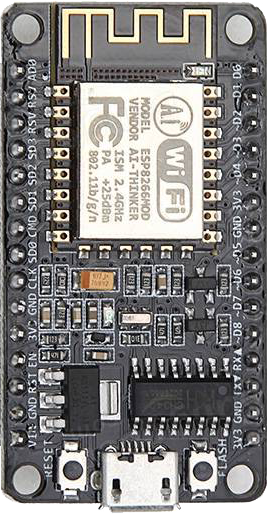 Ai
WiFi
MODEL ESP8266MOD
VENDOR AI-THINKER
ISM 2.4GHz
PA +25dBm
802.11b/g/n
FC
AD0
RSV
RSV
SD3
SD2
SD1
CMD
SD0
CLK
GND
3V
EN
RST
GND
VIN
D0
D1
D2
D3
D4
3V3
GND
D5
D6
D7
D8
RX
TX
GND
3V3
RESET
FLASH